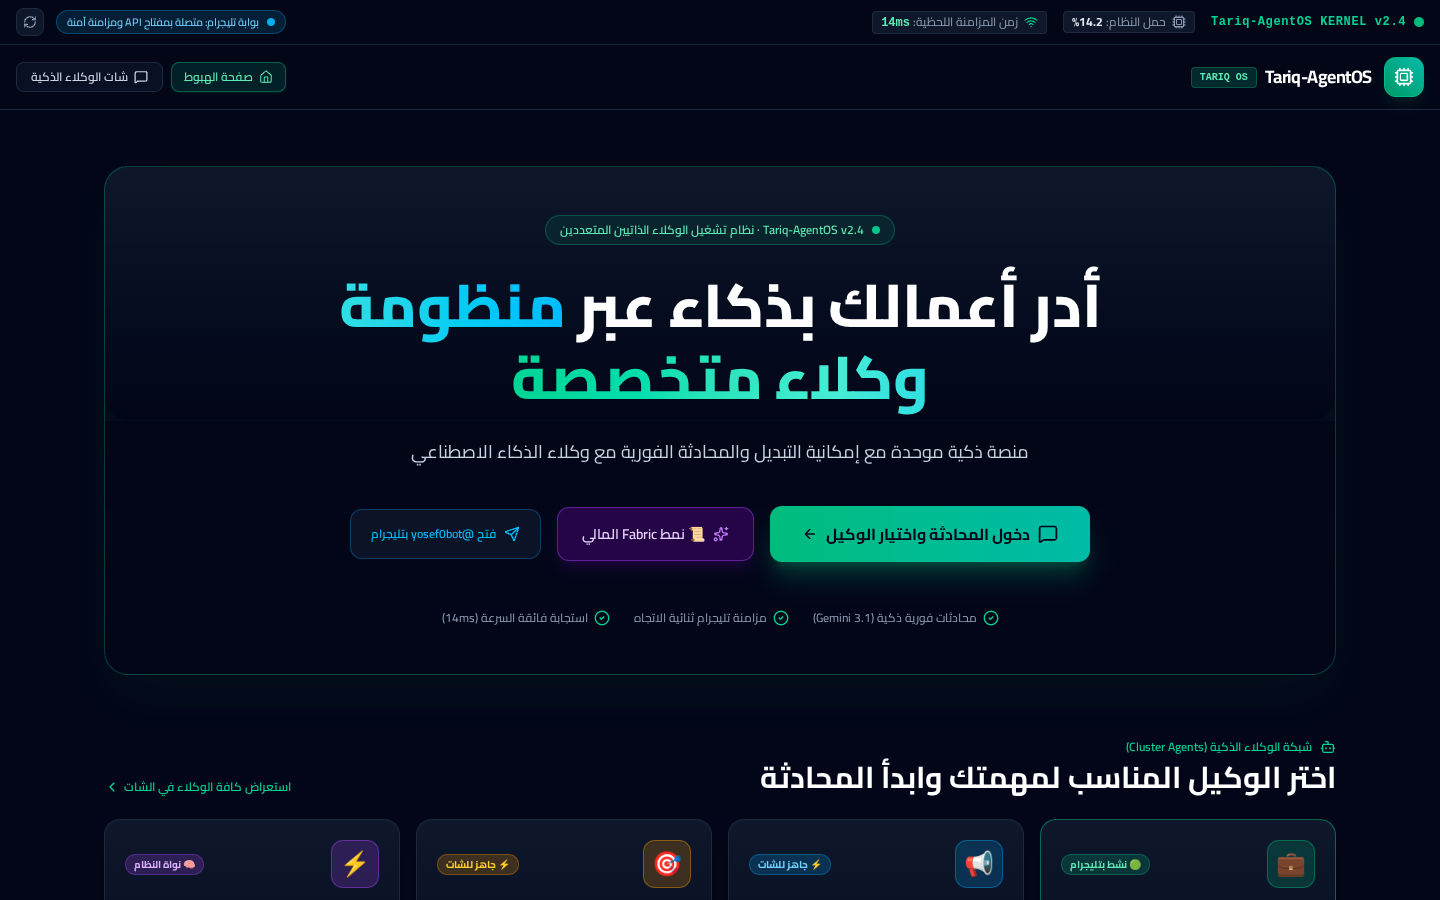 Tariq-AgentOS KERNEL v2.4
حمل النظام: 14.2%
زمن المزامنة اللحظية: 14ms
بوابة تليجرام: متصلة بمفتاح API ومزامنة آمنة
Tariq-AgentOS
TARIQ OS
صفحة الهبوط
شات الوكلاء الذكية
Tariq-AgentOS v2.4 · نظام تشغيل الوكلاء الذاتيين المتعددين
أدر أعمالك بذكاء عبر منظومة
وكلاء متخصصة
منصة ذكية موحدة مع إمكانية التبديل والمحادثة الفورية مع وكلاء الذكاء الاصطناعي
دخول المحادثة واختيار الوكيل
📜 نمط Fabric المالي
فتح @yosef0bot بتليجرام
محادثات فورية ذكية (Gemini 3.1)
مزامنة تليجرام ثنائية الاتجاه
استجابة فائقة السرعة (14ms)
شبكة الوكلاء الذكية (Cluster Agents)
اختر الوكيل المناسب لمهمتك وابدأ المحادثة
استعراض كافة الوكلاء في الشات
🟢 نشط بتليجرام
⚡ جاهز للشات
⚡ جاهز للشات
🧠 نواة النظام